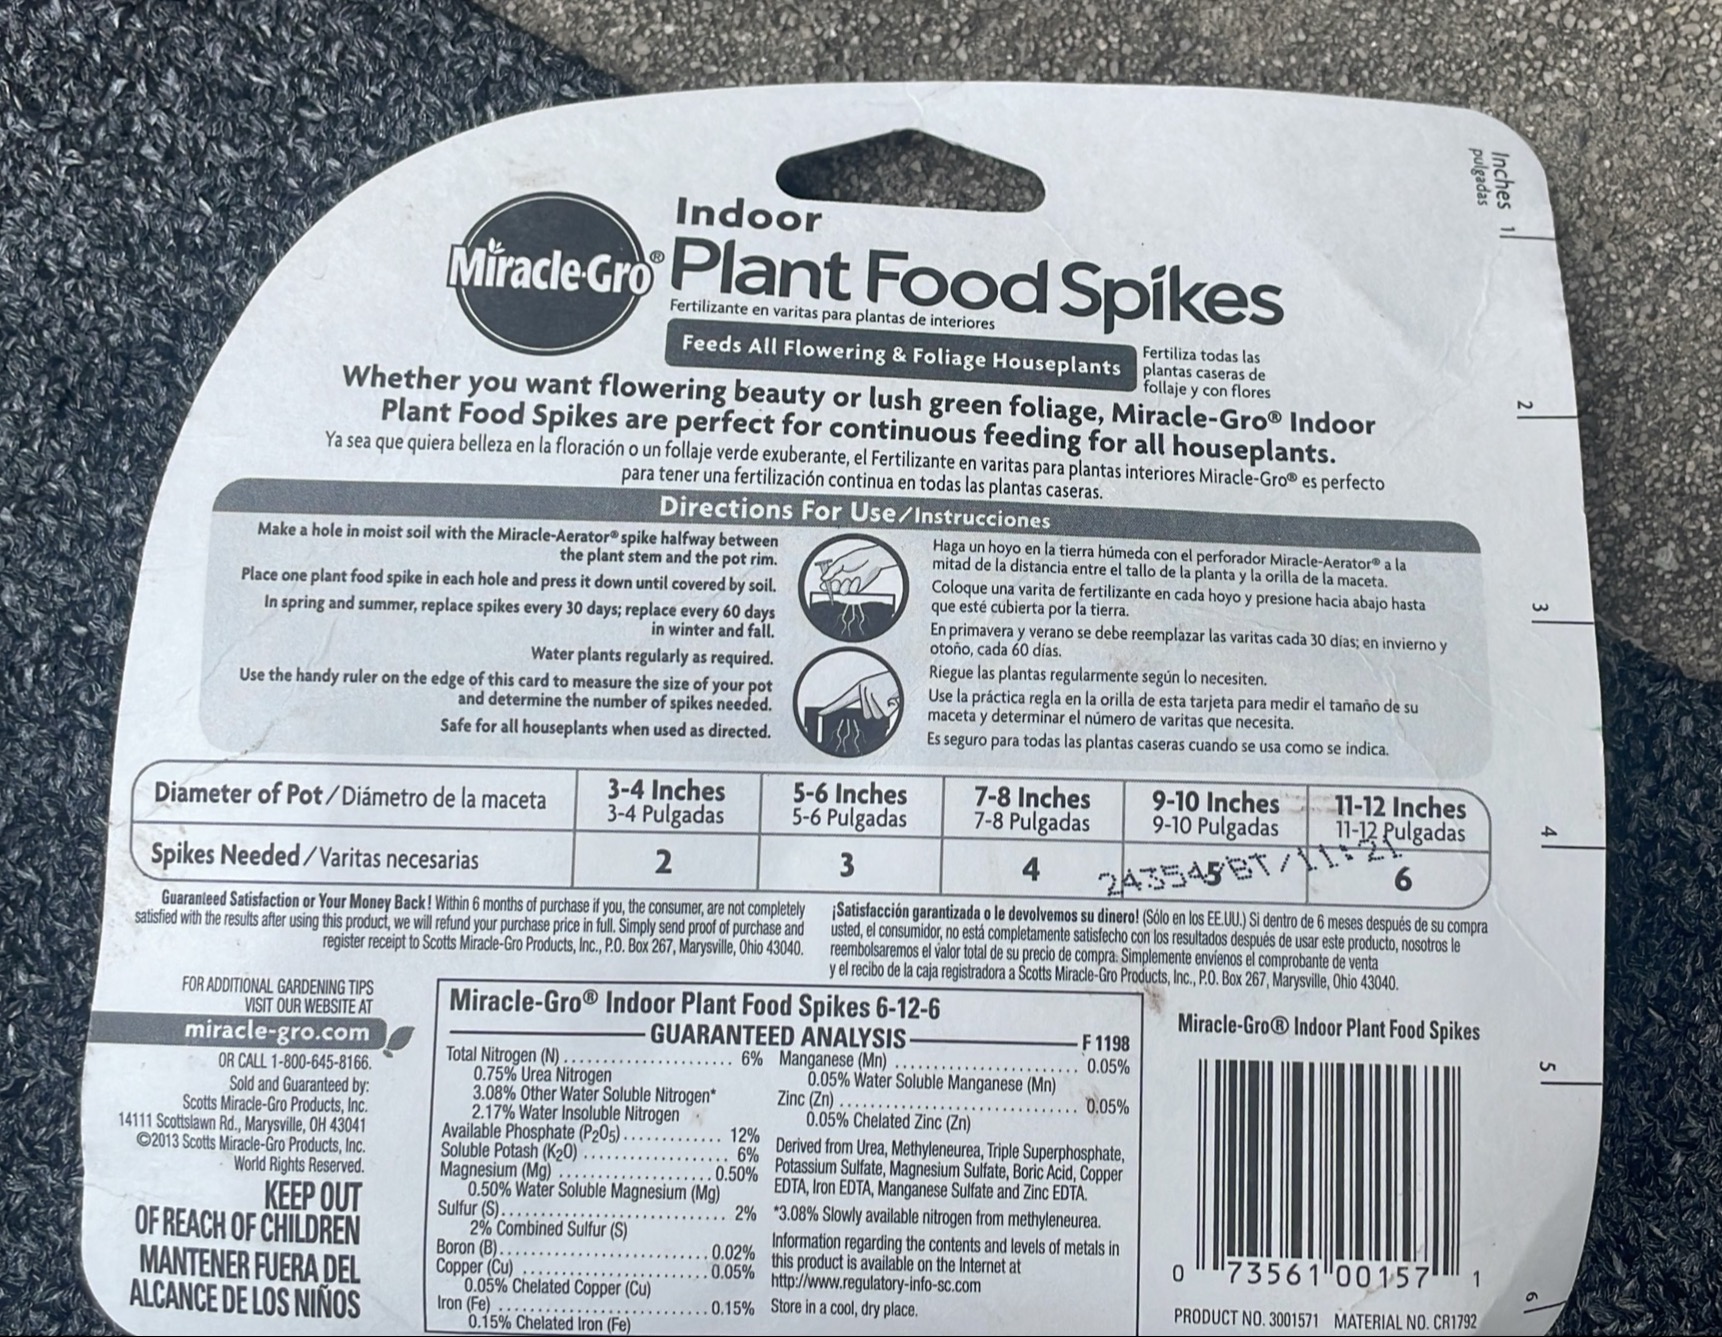 Inches 1
pulgadas
Indoor
Miracle-Gro® Plant Food Spikes
Fertilizante en varitas para plantas de interiores
Feeds All Flowering & Foliage Houseplants
Fertiliza todas las
plantas caseras de
follaje y con flores
Whether you want flowering beauty or lush green foliage, Miracle-Gro® Indoor
Plant Food Spikes are perfect for continuous feeding for all houseplants.
Ya sea que quiera belleza en la floración o un follaje verde exuberante, el Fertilizante en varitas para plantas interiores Miracle-Gro® es perfecto
para tener una fertilización continua en todas las plantas caseras.
2
Directions For Use/Instrucciones
Make a hole in moist soil with the Miracle-Aerator® spike halfway between
the plant stem and the pot rim.
Place one plant food spike in each hole and press it down until covered by soil.
In spring and summer, replace spikes every 30 days; replace every 60 days
in winter and fall.
Water plants regularly as required.
Use the handy ruler on the edge of this card to measure the size of your pot
and determine the number of spikes needed.
Safe for all houseplants when used as directed.
Haga un hoyo en la tierra húmeda con el perforador Miracle-Aerator® a la
mitad de la distancia entre el tallo de la planta y la orilla de la maceta.
Coloque una varita de fertilizante en cada hoyo y presione hacia abajo hasta
que esté cubierta por la tierra.
En primavera y verano se debe reemplazar las varitas cada 30 días; en invierno y
otoño, cada 60 días.
Riegue las plantas regularmente según lo necesiten.
Use la práctica regla en la orilla de esta tarjeta para medir el tamaño de su
maceta y determinar el número de varitas que necesita.
Es seguro para todas las plantas caseras cuando se usa como se indica.
3
Diameter of Pot/Diámetro de la maceta
3-4 Inches
3-4 Pulgadas
5-6 Inches
5-6 Pulgadas
7-8 Inches
7-8 Pulgadas
9-10 Inches
9-10 Pulgadas
11-12 Inches
11-12 Pulgadas
4
Spikes Needed/Varitas necesarias 2 3 4 5 6
Guaranteed Satisfaction or Your Money Back! Within 6 months of purchase if you, the consumer, are not completely
satisfied with the results after using this product, we will refund your purchase price in full. Simply send proof of purchase and
register receipt to Scotts Miracle-Gro Products, Inc., P.O. Box 267, Marysville, Ohio 43040.
¡Satisfacción garantizada o le devolvemos su dinero! (Sólo en los EE.UU.) Si dentro de 6 meses después de su compra
usted, el consumidor, no está completamente satisfecho con los resultados después de usar este producto, nosotros le
reembolsaremos el valor total de su precio de compra. Simplemente envíenos el comprobante de venta
y el recibo de la caja registradora a Scotts Miracle-Gro Products, Inc., P.O. Box 267, Marysville, Ohio 43040.
FOR ADDITIONAL GARDENING TIPS
VISIT OUR WEBSITE AT
miracle-gro.com
OR CALL 1-800-645-8166.
Sold and Guaranteed by:
Scotts Miracle-Gro Products, Inc.
14111 Scottslawn Rd., Marysville, OH 43041
©2013 Scotts Miracle-Gro Products, Inc.
World Rights Reserved.
KEEP OUT
OF REACH OF CHILDREN
MANTENER FUERA DEL
ALCANCE DE LOS NIÑOS
Miracle-Gro® Indoor Plant Food Spikes 6-12-6
GUARANTEED ANALYSIS
F 1198
Total Nitrogen (N) 6%
0.75% Urea Nitrogen
3.08% Other Water Soluble Nitrogen*
2.17% Water Insoluble Nitrogen
Available Phosphate (P2O5) 12%
Soluble Potash (K2O) 6%
Magnesium (Mg) 0.50%
0.50% Water Soluble Magnesium (Mg)
Sulfur (S) 2%
2% Combined Sulfur (S)
Boron (B) 0.02%
Copper (Cu) 0.05%
0.05% Chelated Copper (Cu)
Iron (Fe) 0.15%
0.15% Chelated Iron (Fe)
Manganese (Mn) 0.05%
0.05% Water Soluble Manganese (Mn)
Zinc (Zn) 0.05%
0.05% Chelated Zinc (Zn)
Derived from Urea, Methyleneurea, Triple Superphosphate,
Potassium Sulfate, Magnesium Sulfate, Boric Acid, Copper
EDTA, Iron EDTA, Manganese Sulfate and Zinc EDTA.
*3.08% Slowly available nitrogen from methyleneurea.
Information regarding the contents and levels of metals in
this product is available on the Internet at
http://www.regulatory-info-sc.com
Store in a cool, dry place.
Miracle-Gro® Indoor Plant Food Spikes
5
0 73561 00157 1
6
PRODUCT NO. 3001571 MATERIAL NO. CR1792